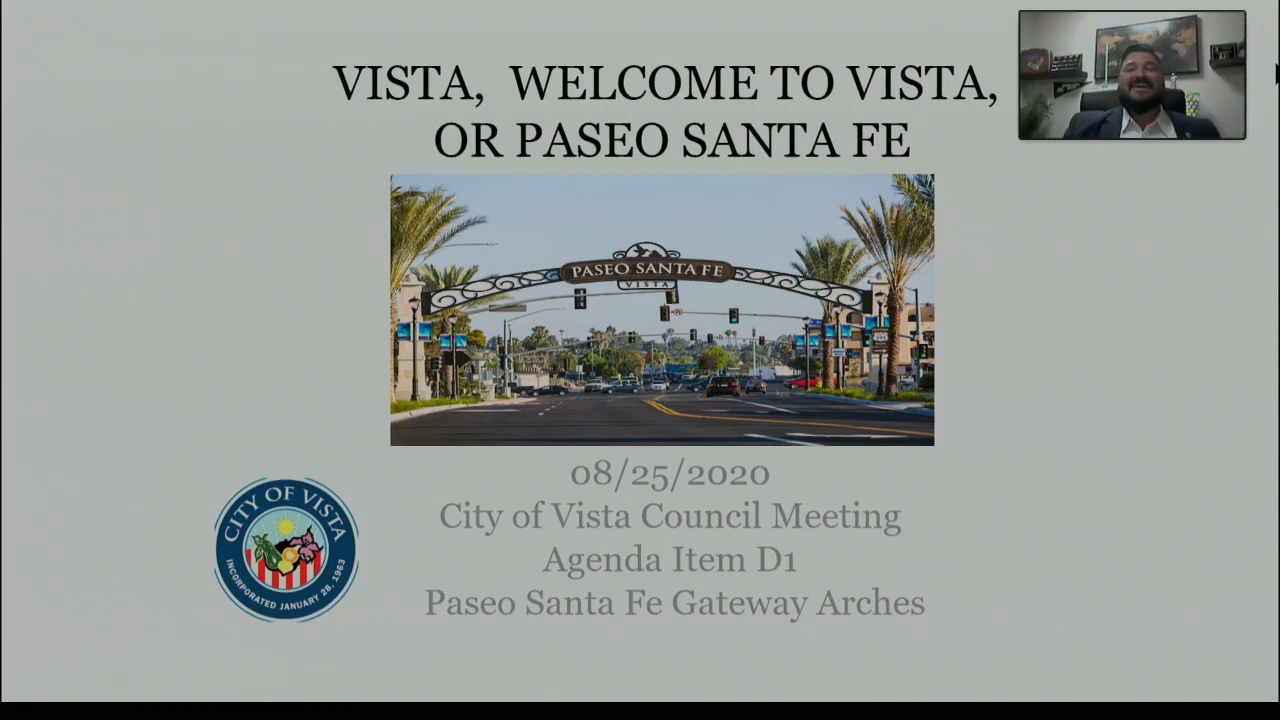 VISTA, WELCOME TO VISTA,
OR PASEO SANTA FE
PASEO SANTA FE
VISTA
08/25/2020
City of Vista Council Meeting
Agenda Item D1
Paseo Santa Fe Gateway Arches
CITY OF VISTA
INCORPORATED JANUARY 28, 1963